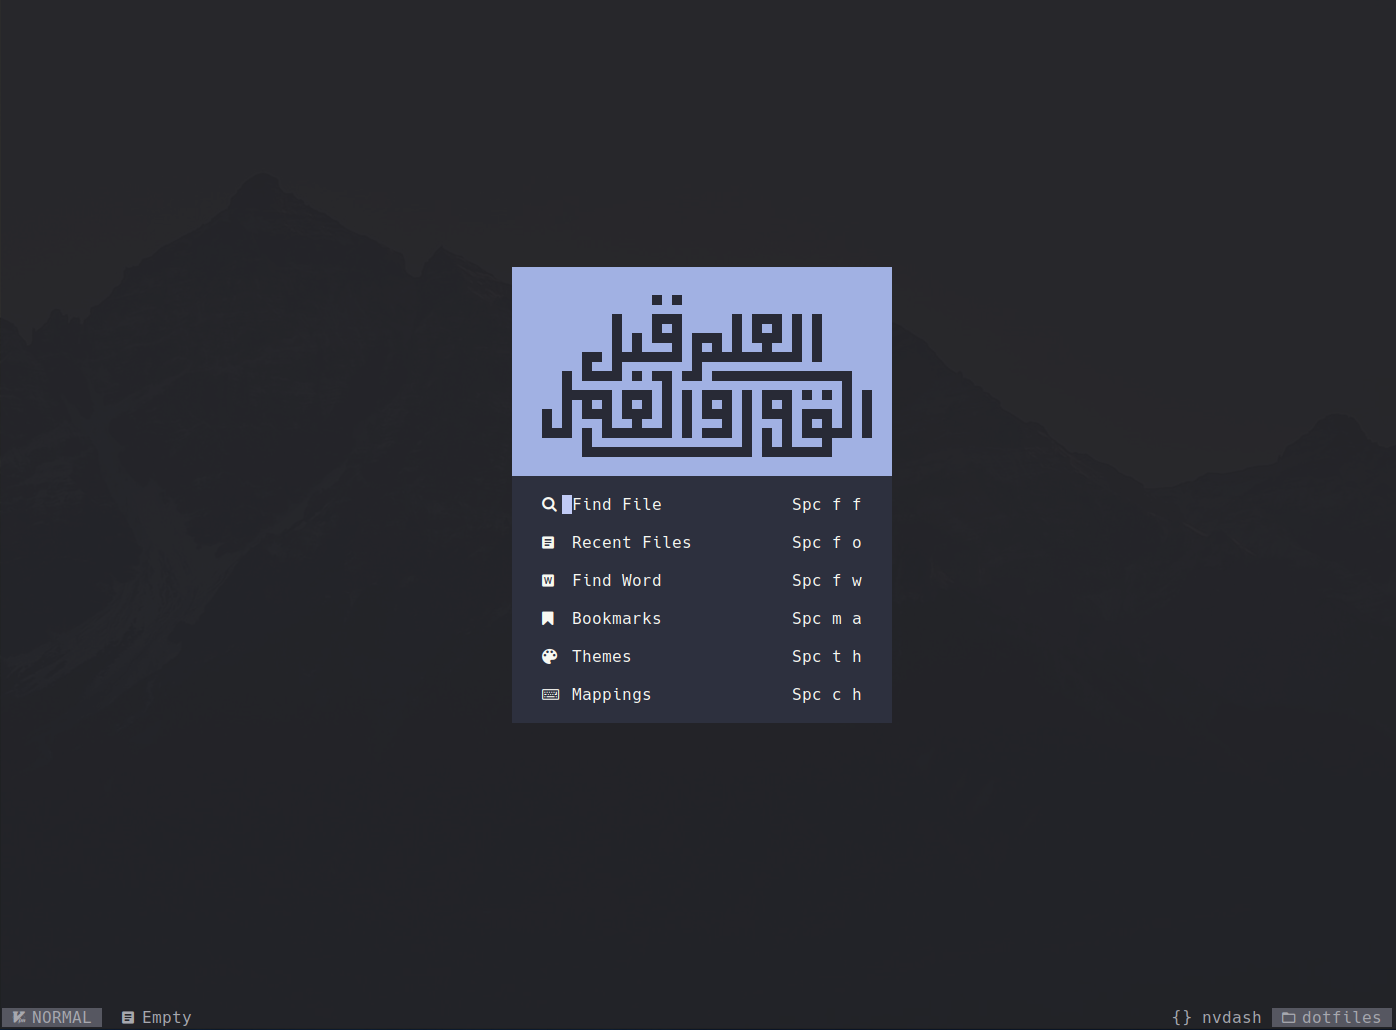 العلم قبل
القول والعمل
Find File Spc f f
Recent Files Spc f o
Find Word Spc f w
Bookmarks Spc m a
Themes Spc t h
Mappings Spc c h
NORMAL Empty {} nvdash dotfiles